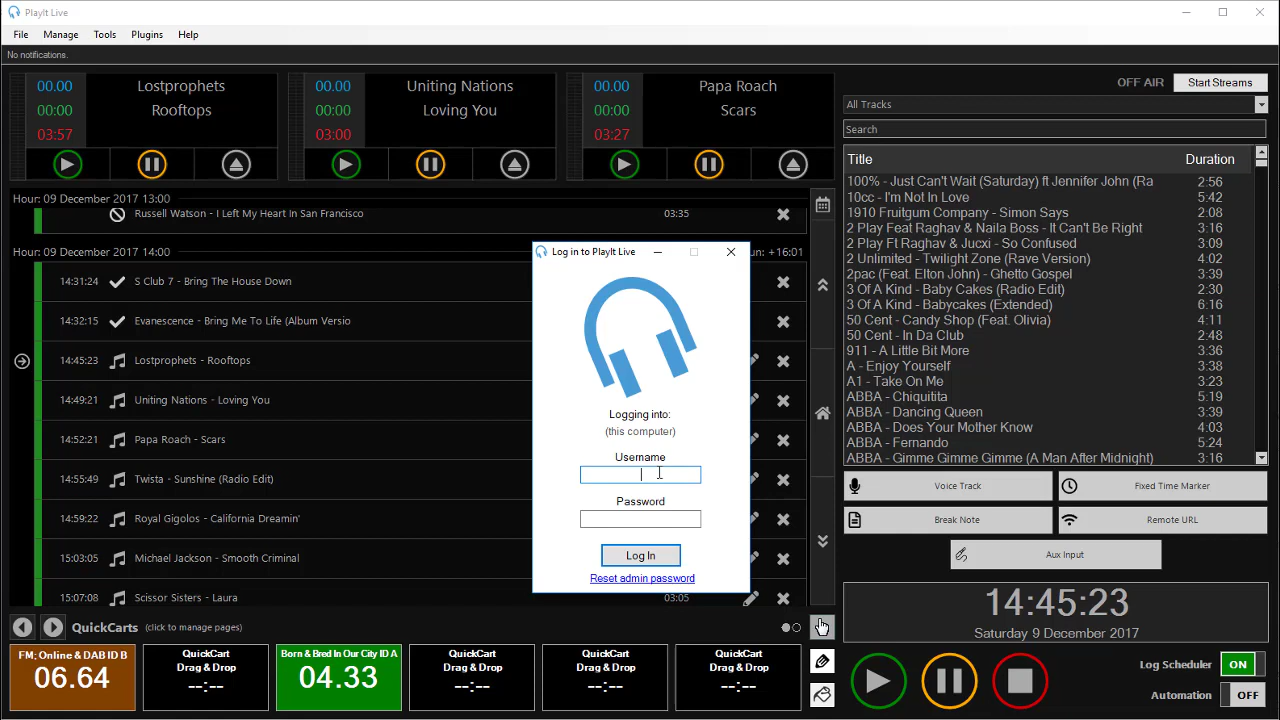 PlayIt Live
File Manage Tools Plugins Help
No notifications.
00.00 Lostprophets
00:00 Rooftops
03:57
00.00 Uniting Nations
00:00 Loving You
03:00
00.00 Papa Roach
00:00 Scars
03:27
OFF AIR Start Streams
All Tracks
Search
Title Duration
100% - Just Can't Wait (Saturday) ft Jennifer John (Ra 2:56
10cc - I'm Not In Love 5:42
1910 Fruitgum Company - Simon Says 2:08
2 Play Feat Raghav & Naila Boss - It Can't Be Right 3:16
2 Play Ft Raghav & Jucxi - So Confused 3:09
2 Unlimited - Twilight Zone (Rave Version) 4:02
2pac (Feat. Elton John) - Ghetto Gospel 3:39
3 Of A Kind - Baby Cakes (Radio Edit) 2:30
3 Of A Kind - Babycakes (Extended) 6:16
50 Cent - Candy Shop (Feat. Olivia) 4:11
50 Cent - In Da Club 2:48
911 - A Little Bit More 3:36
A - Enjoy Yourself 3:38
A1 - Take On Me 3:23
ABBA - Chiquitita 5:19
ABBA - Dancing Queen 3:39
ABBA - Does Your Mother Know 4:03
ABBA - Fernando 5:24
ABBA - Gimme Gimme Gimme (A Man After Midnight) 3:16
Hour: 09 December 2017 13:00
Russell Watson - I Left My Heart In San Francisco 03:35
Hour: 09 December 2017 14:00 un: +16:01
14:31:24 S Club 7 - Bring The House Down
14:32:15 Evanescence - Bring Me To Life (Album Versio
14:45:23 Lostprophets - Rooftops
14:49:21 Uniting Nations - Loving You
14:52:21 Papa Roach - Scars
14:55:49 Twista - Sunshine (Radio Edit)
14:59:22 Royal Gigolos - California Dreamin'
15:03:05 Michael Jackson - Smooth Criminal
15:07:08 Scissor Sisters - Laura 03:05
Log in to PlayIt Live
Logging into:
(this computer)
Username
Password
Log In
Reset admin password
Voice Track Fixed Time Marker
Break Note Remote URL
Aux Input
14:45:23
Saturday 9 December 2017
Log Scheduler ON
Automation OFF
QuickCarts (click to manage pages)
FM; Online & DAB ID B
06.64
QuickCart
Drag & Drop
--:--
Born & Bred In Our City ID A
04.33
QuickCart
Drag & Drop
--:--
QuickCart
Drag & Drop
--:--
QuickCart
Drag & Drop
--:--